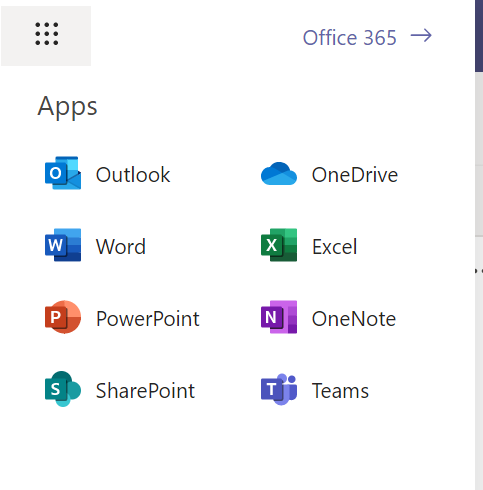 Office 365 →
Apps
O Outlook
OneDrive
W Word
X Excel
P PowerPoint
N OneNote
S SharePoint
T Teams